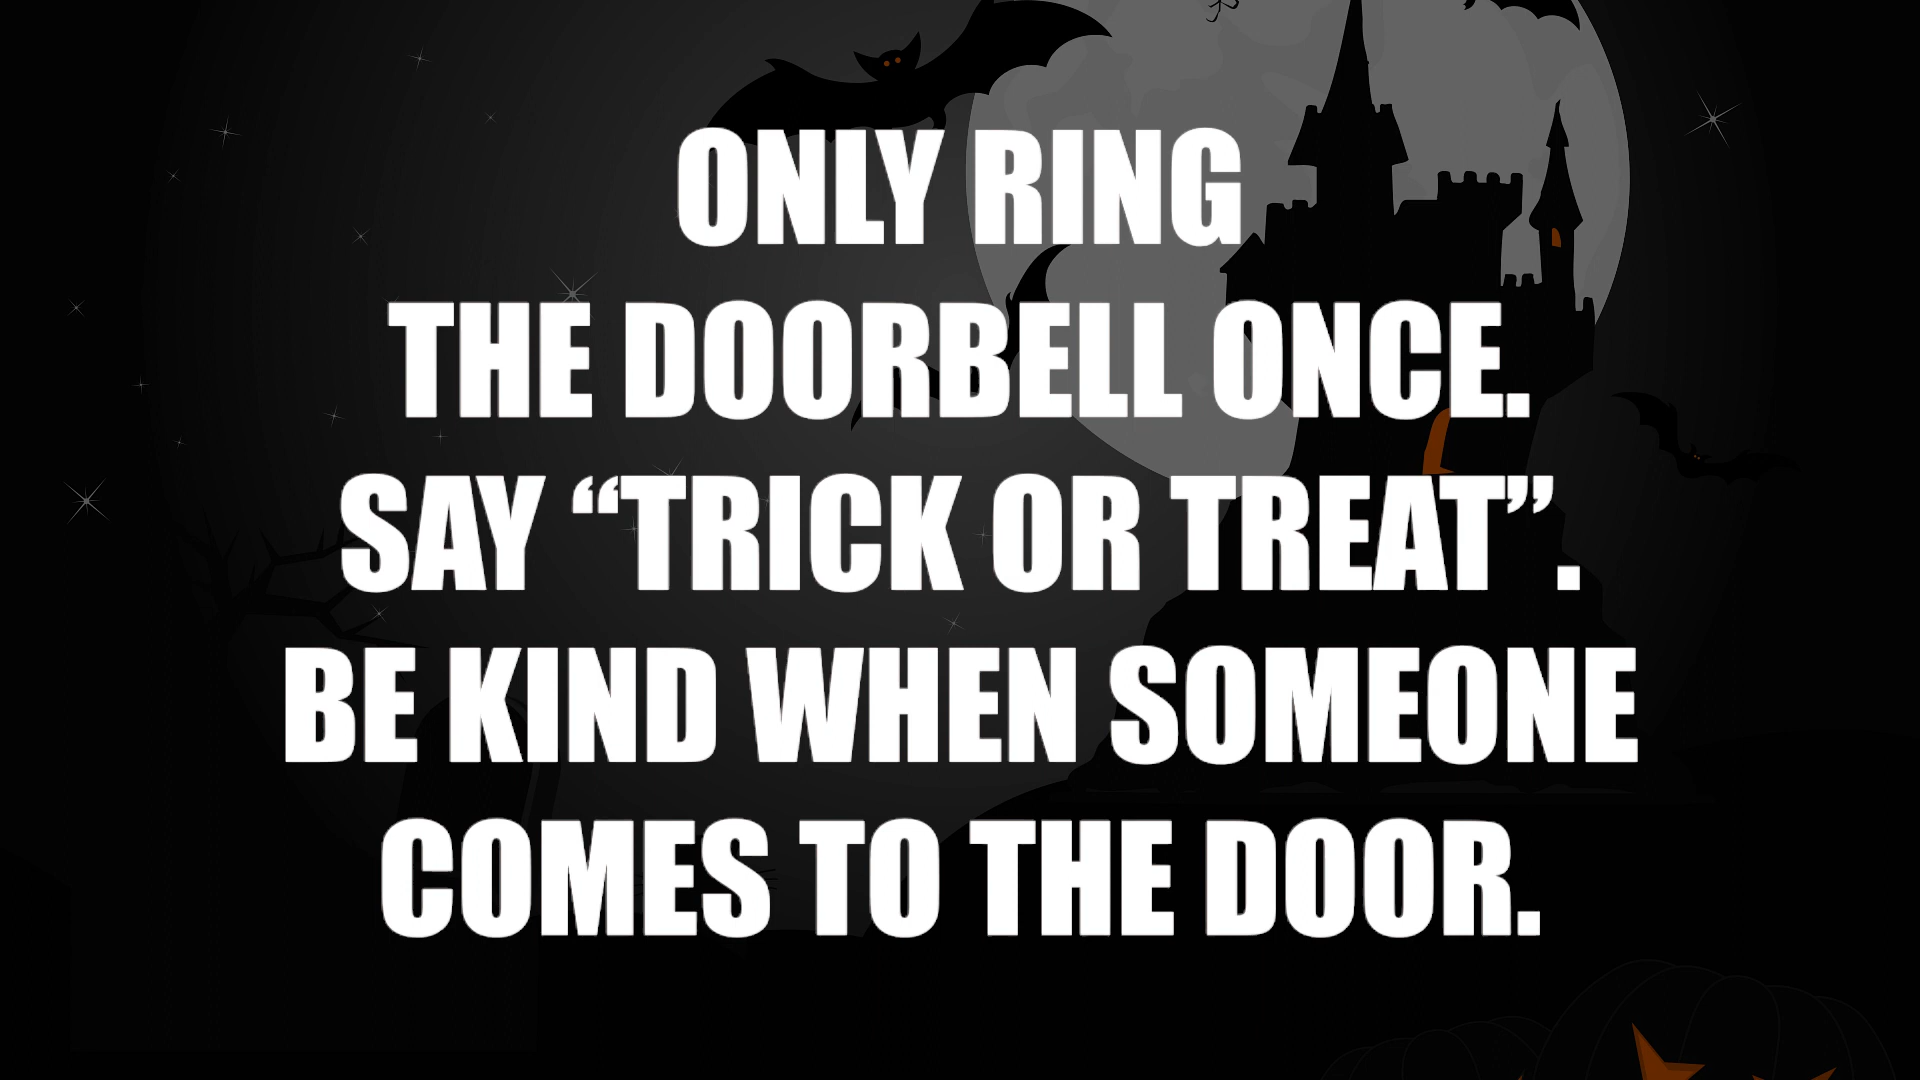 ONLY RING
THE DOORBELL ONCE.
SAY “TRICK OR TREAT”.
BE KIND WHEN SOMEONE
COMES TO THE DOOR.